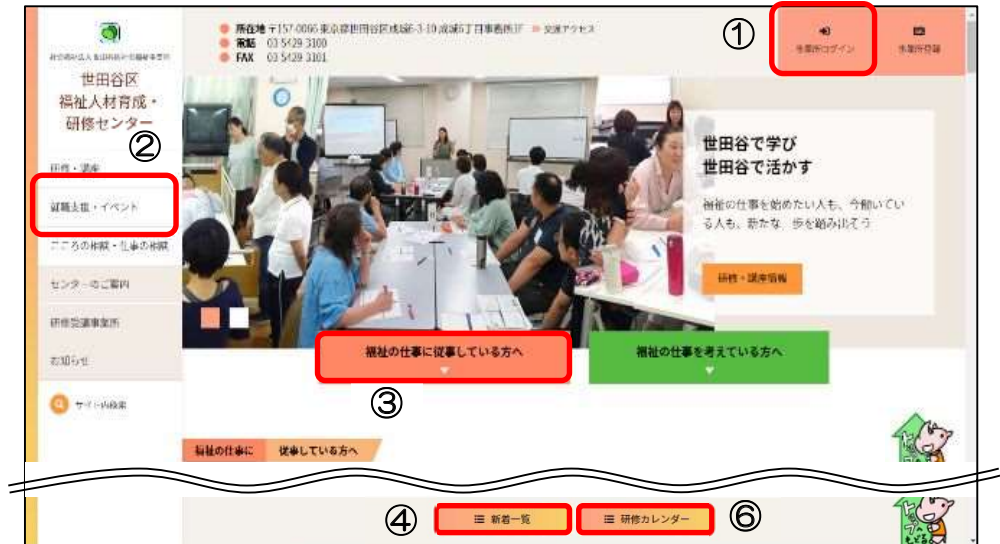 ① 
● 所在地 〒157-0066 東京都世田谷区成城6-3-10 成城6丁目事務所1F 交通アクセス
● 電話 03 5429 3100
● FAX 03 5429 3101
事業所ログイン
事業所登録
世田谷区
福祉人材育成・
研修センター
②
研修・講座
就職支援・イベント
こころの相談・仕事の相談
センターのご案内
研修受講事業所
お知らせ
サイト内検索
世田谷で学び
世田谷で活かす
福祉の仕事を始めたい人も、今働いてい
る人も、新たな一歩を踏み出そう
研修・講座情報
福祉の仕事に従事している方へ
福祉の仕事を考えている方へ
③
福祉の仕事に 従事している方へ
④
新着一覧
研修カレンダー
⑥
トップへ
もどる